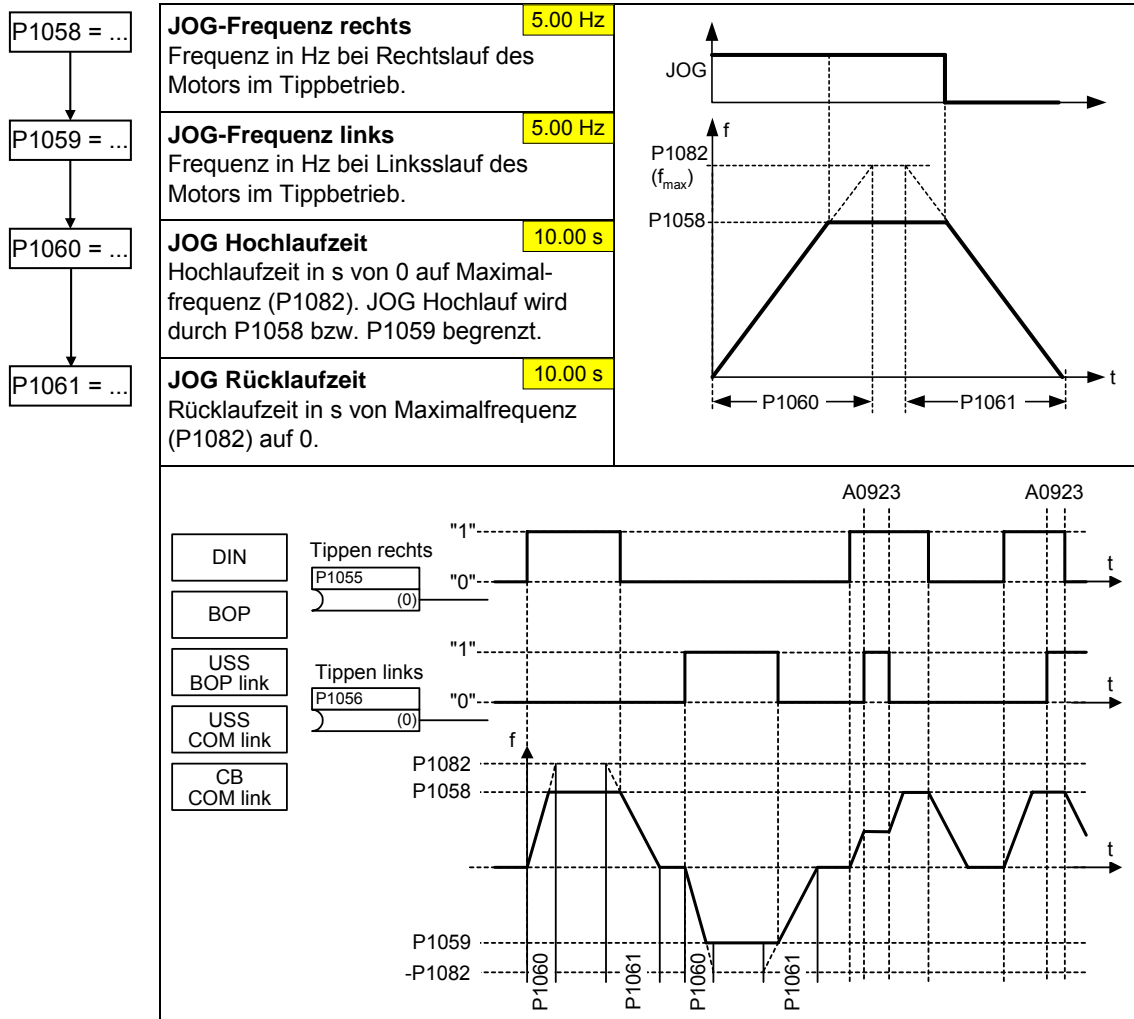 P1058 = ...
JOG-Frequenz rechts
5.00 Hz
Frequenz in Hz bei Rechtslauf des
Motors im Tippbetrieb.
P1059 = ...
JOG-Frequenz links
5.00 Hz
Frequenz in Hz bei Linksslauf des
Motors im Tippbetrieb.
P1060 = ...
JOG Hochlaufzeit
10.00 s
Hochlaufzeit in s von 0 auf Maximal-
frequenz (P1082). JOG Hochlauf wird
durch P1058 bzw. P1059 begrenzt.
P1061 = ...
JOG Rücklaufzeit
10.00 s
Rücklaufzeit in s von Maximalfrequenz
(P1082) auf 0.
JOG
t
f
P1082
(fmax)
P1058
t
P1060
P1061
DIN
BOP
USS
BOP link
USS
COM link
CB
COM link
Tippen rechts
P1055
(0)
Tippen links
P1056
(0)
A0923
A0923
"1"
"0"
t
"1"
"0"
t
f
P1082
P1058
t
P1059
-P1082
P1060
P1061
P1060
P1061